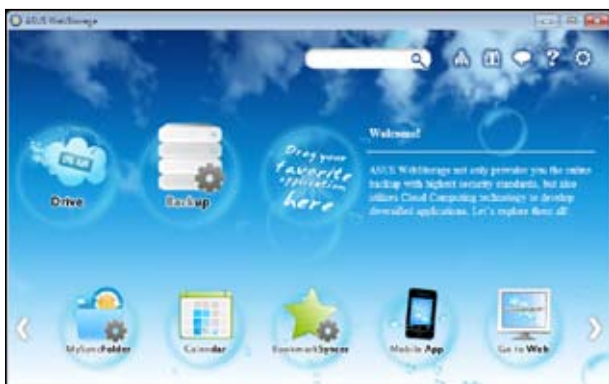 ASUS WebStorage
Drive
Backup
Drag your
favorite
application
here
Welcome!
ASUS WebStorage not only provides you the online
backup with highest security standards, but also
utilizes Cloud Computing technology to develop
diversified applications. Let's explore them all!
MySyncFolder
Calendar
BookmarkSyncer
Mobile App
Go to Web